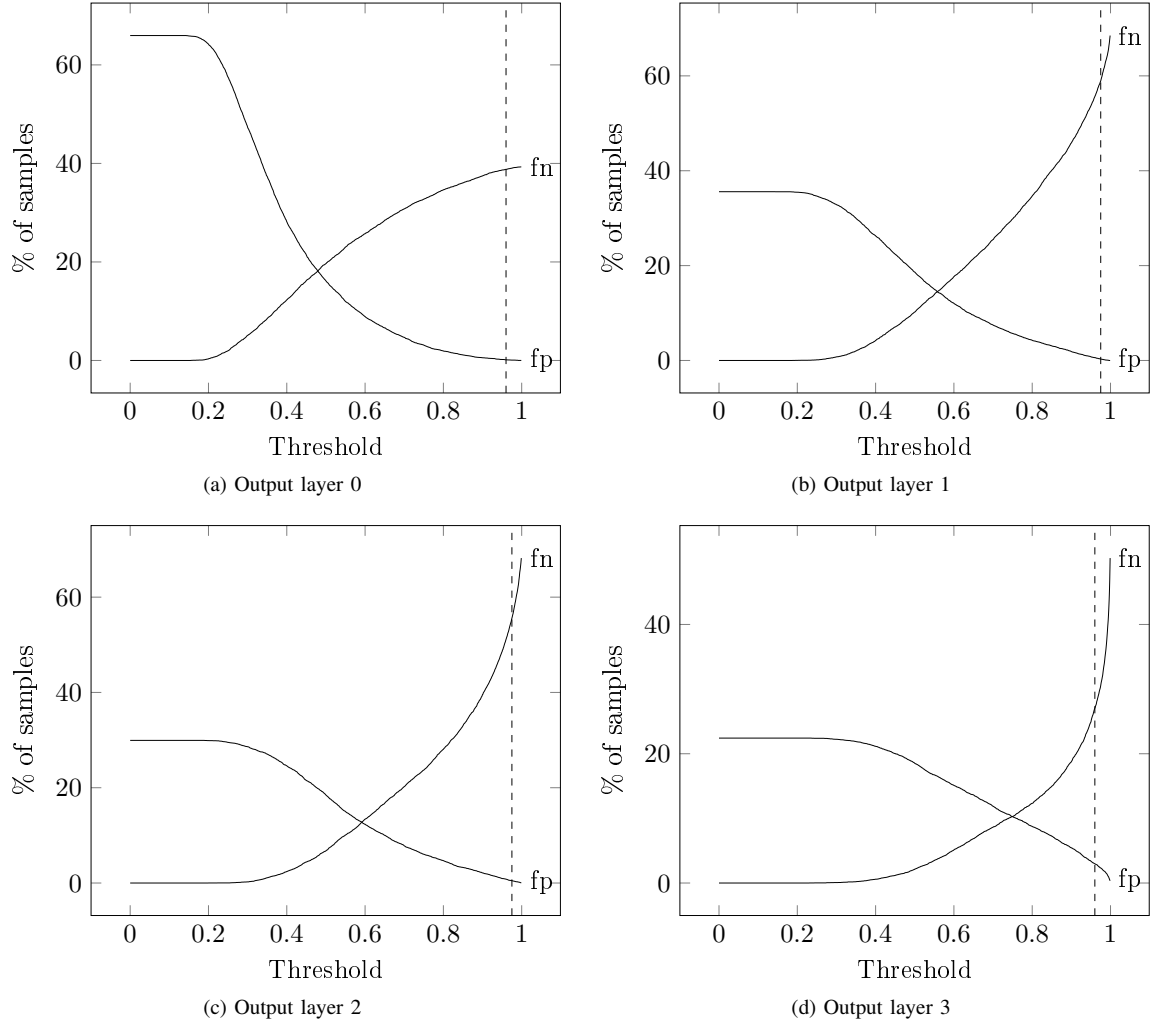 60
40
20
0
% of samples
fn
fp
0 0.2 0.4 0.6 0.8 1
Threshold
(a) Output layer 0
60
40
20
0
% of samples
fn
fp
0 0.2 0.4 0.6 0.8 1
Threshold
(b) Output layer 1
60
40
20
0
% of samples
fn
fp
0 0.2 0.4 0.6 0.8 1
Threshold
(c) Output layer 2
40
20
0
% of samples
fn
fp
0 0.2 0.4 0.6 0.8 1
Threshold
(d) Output layer 3